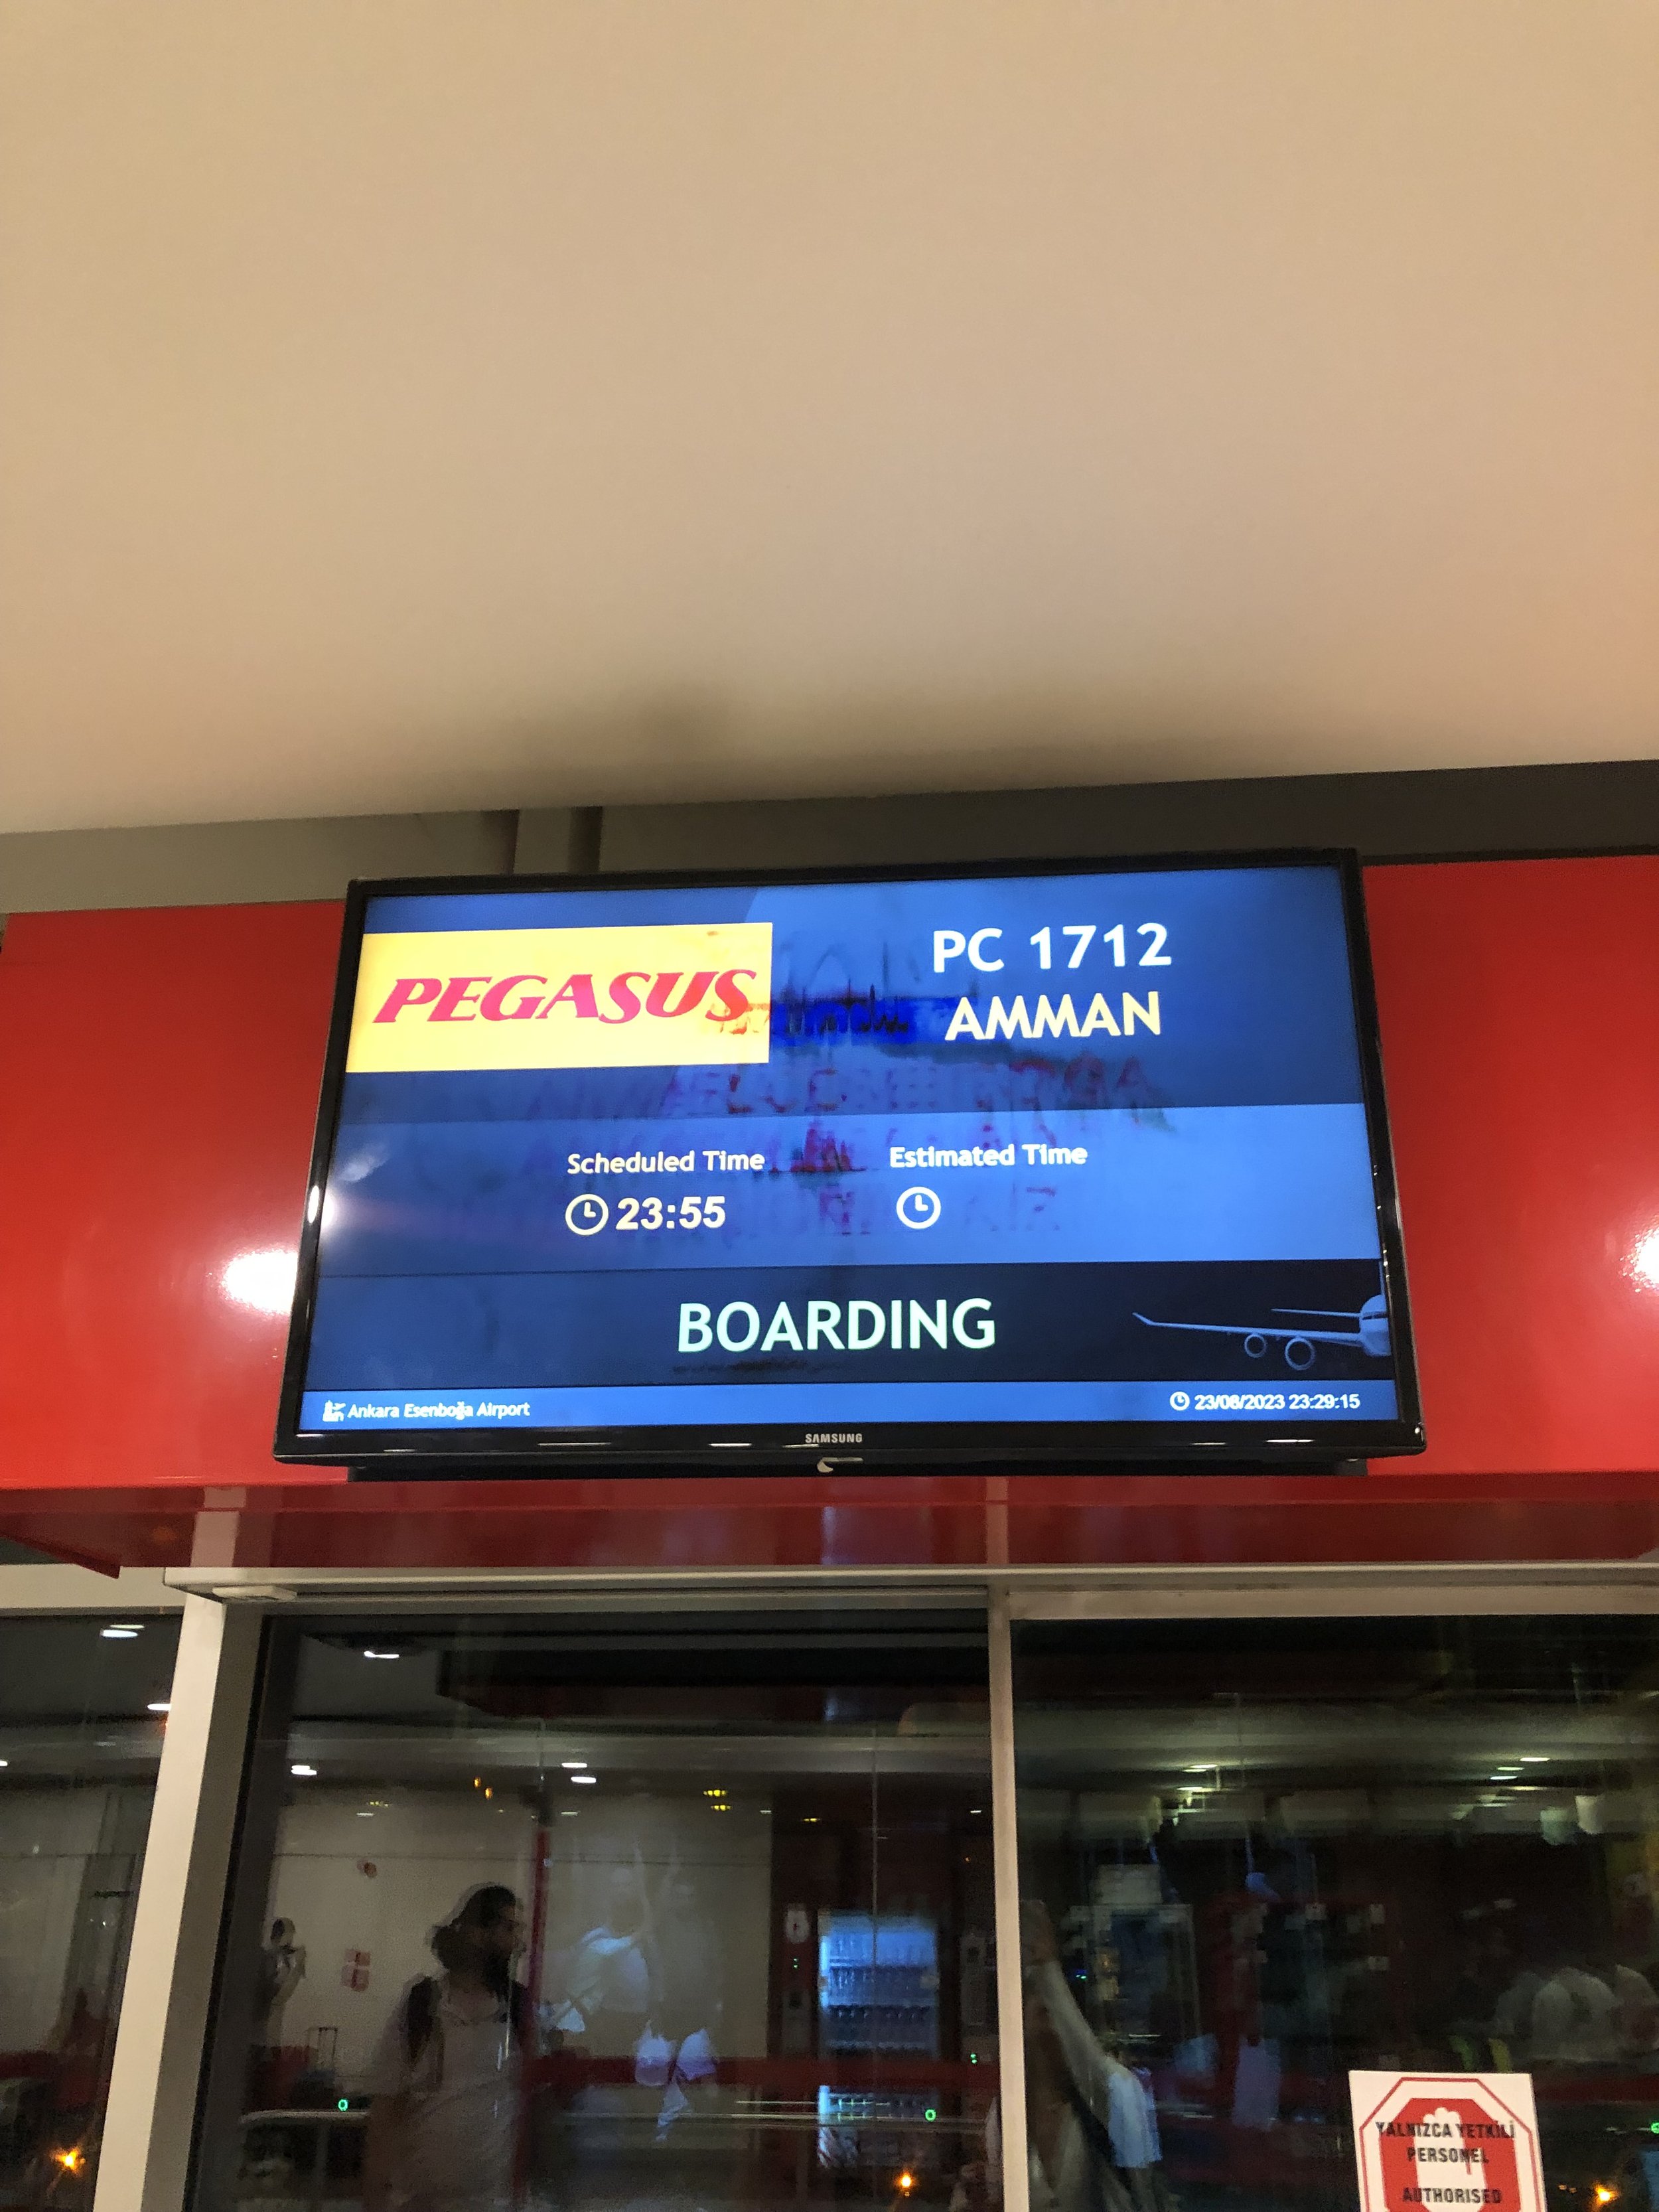 PEGASUS
PC 1712
AMMAN
Scheduled Time
Estimated Time
23:55
BOARDING
Ankara Esenboğa Airport
23/08/2023 23:29:15
SAMSUNG
YALNIZCA YETKİLİ
PERSONEL
AUTHORISED